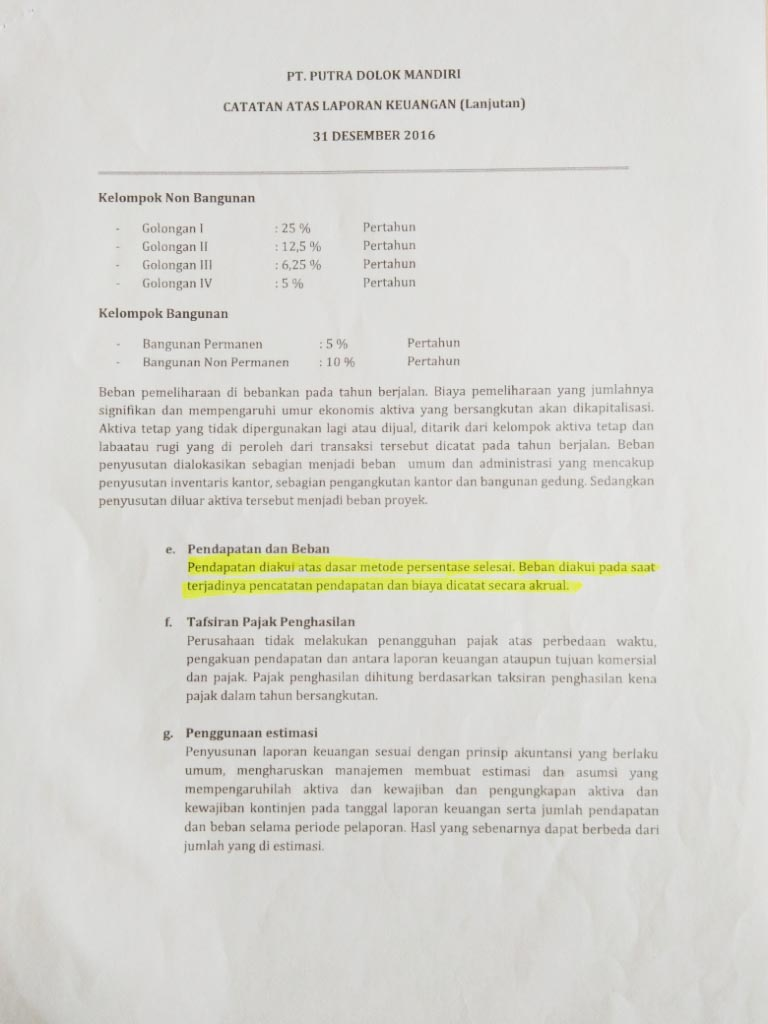 PT. PUTRA DOLOK MANDIRI
CATATAN ATAS LAPORAN KEUANGAN (Lanjutan)
31 DESEMBER 2016
Kelompok Non Bangunan
- Golongan I : 25 % Pertahun
- Golongan II : 12,5 % Pertahun
- Golongan III : 6,25 % Pertahun
- Golongan IV : 5 % Pertahun
Kelompok Bangunan
- Bangunan Permanen : 5 % Pertahun
- Bangunan Non Permanen : 10 % Pertahun
Beban pemeliharaan di bebankan pada tahun berjalan. Biaya pemeliharaan yang jumlahnya
signifikan dan mempengaruhi umur ekonomis aktiva yang bersangkutan akan dikapitalisasi.
Aktiva tetap yang tidak dipergunakan lagi atau dijual, ditarik dari kelompok aktiva tetap dan
labaatau rugi yang di peroleh dari transaksi tersebut dicatat pada tahun berjalan. Beban
penyusutan dialokasikan sebagian menjadi beban umum dan administrasi yang mencakup
penyusutan inventaris kantor, sebagian pengangkutan kantor dan bangunan gedung. Sedangkan
penyusutan diluar aktiva tersebut menjadi beban proyek.
e. Pendapatan dan Beban
Pendapatan diakui atas dasar metode persentase selesai. Beban diakui pada saat
terjadinya pencatatan pendapatan dan biaya dicatat secara akrual.
f. Tafsiran Pajak Penghasilan
Perusahaan tidak melakukan penangguhan pajak atas perbedaan waktu,
pengakuan pendapatan dan antara laporan keuangan ataupun tujuan komersial
dan pajak. Pajak penghasilan dihitung berdasarkan taksiran penghasilan kena
pajak dalam tahun bersangkutan.
g. Penggunaan estimasi
Penyusunan laporan keuangan sesuai dengan prinsip akuntansi yang berlaku
umum, mengharuskan manajemen membuat estimasi dan asumsi yang
mempengaruhilah aktiva dan kewajiban dan pengungkapan aktiva dan
kewajiban kontinjen pada tanggal laporan keuangan serta jumlah pendapatan
dan beban selama periode pelaporan. Hasl yang sebenarnya dapat berbeda dari
jumlah yang di estimasi.